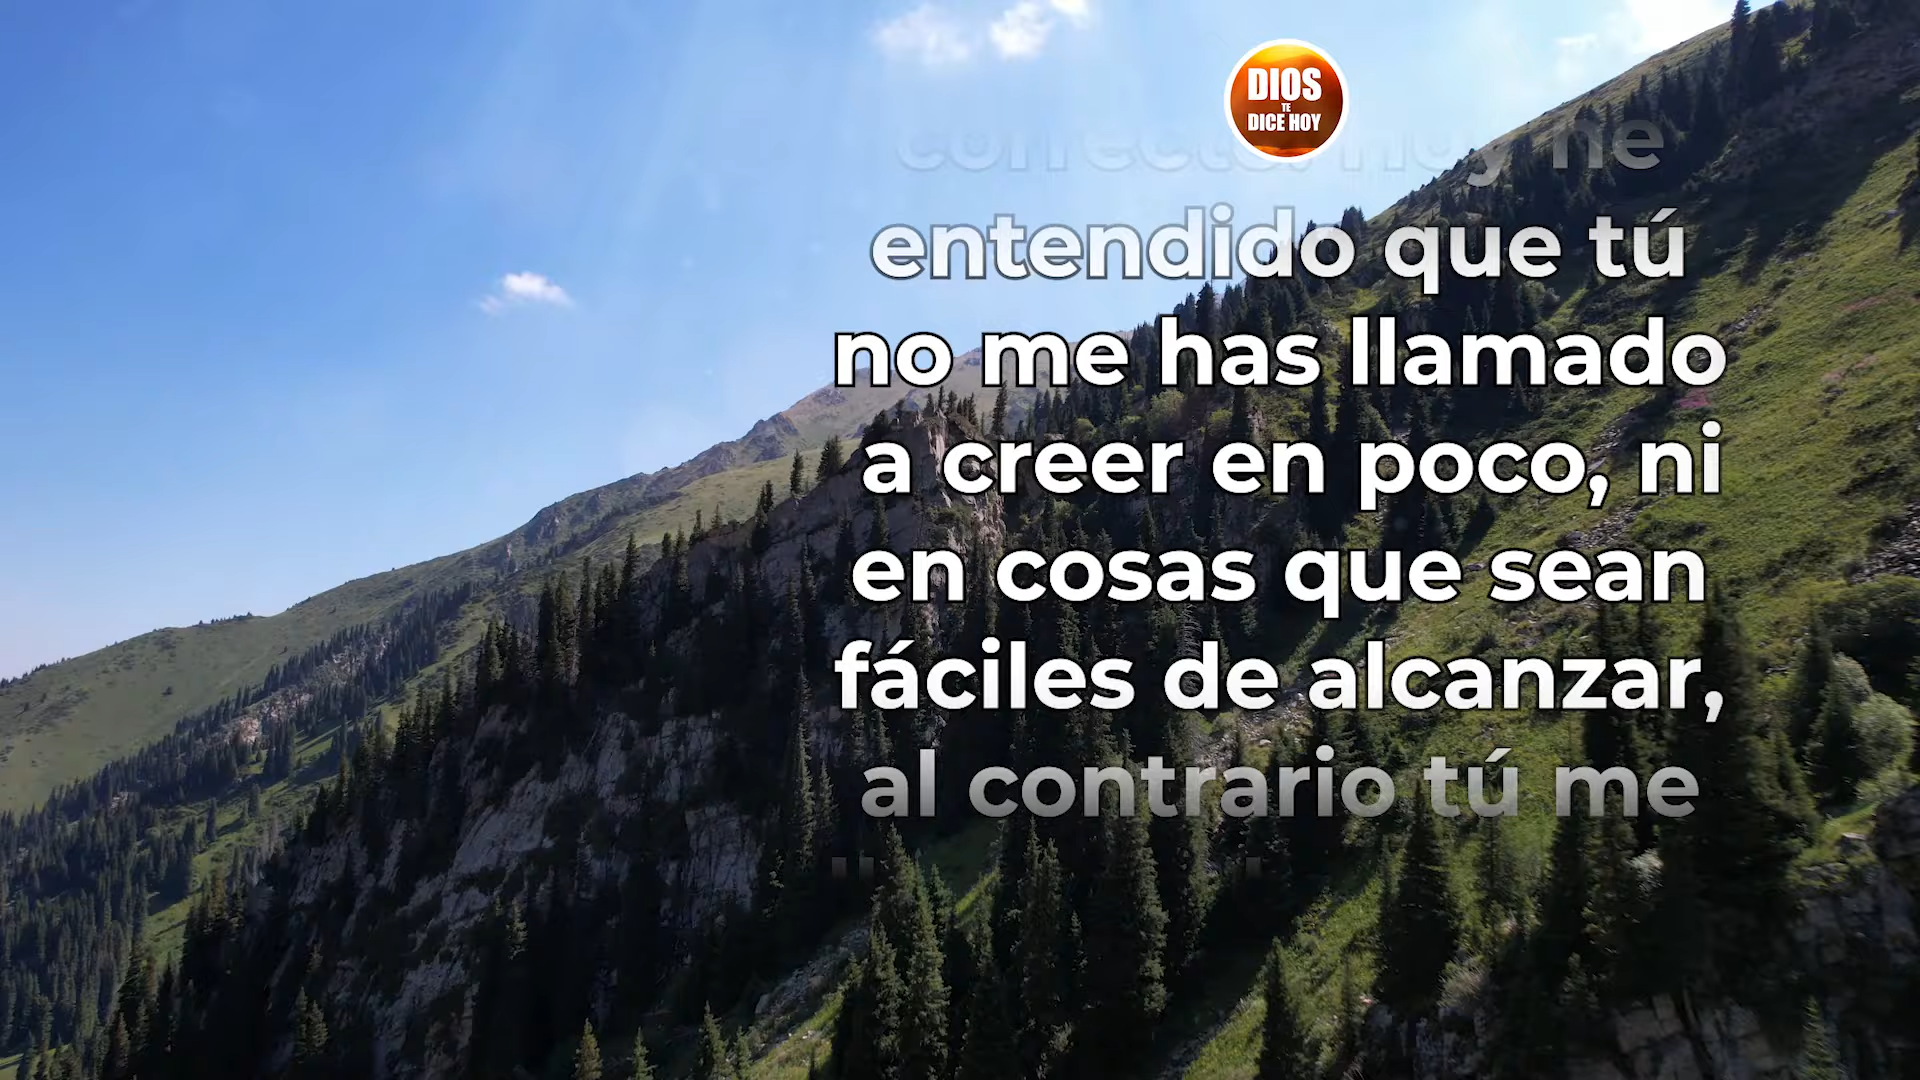 DIOS
TE
DICE HOY
he
entendido que tú
no me has llamado
a creer en poco, ni
en cosas que sean
fáciles de alcanzar,
al contrario tú me